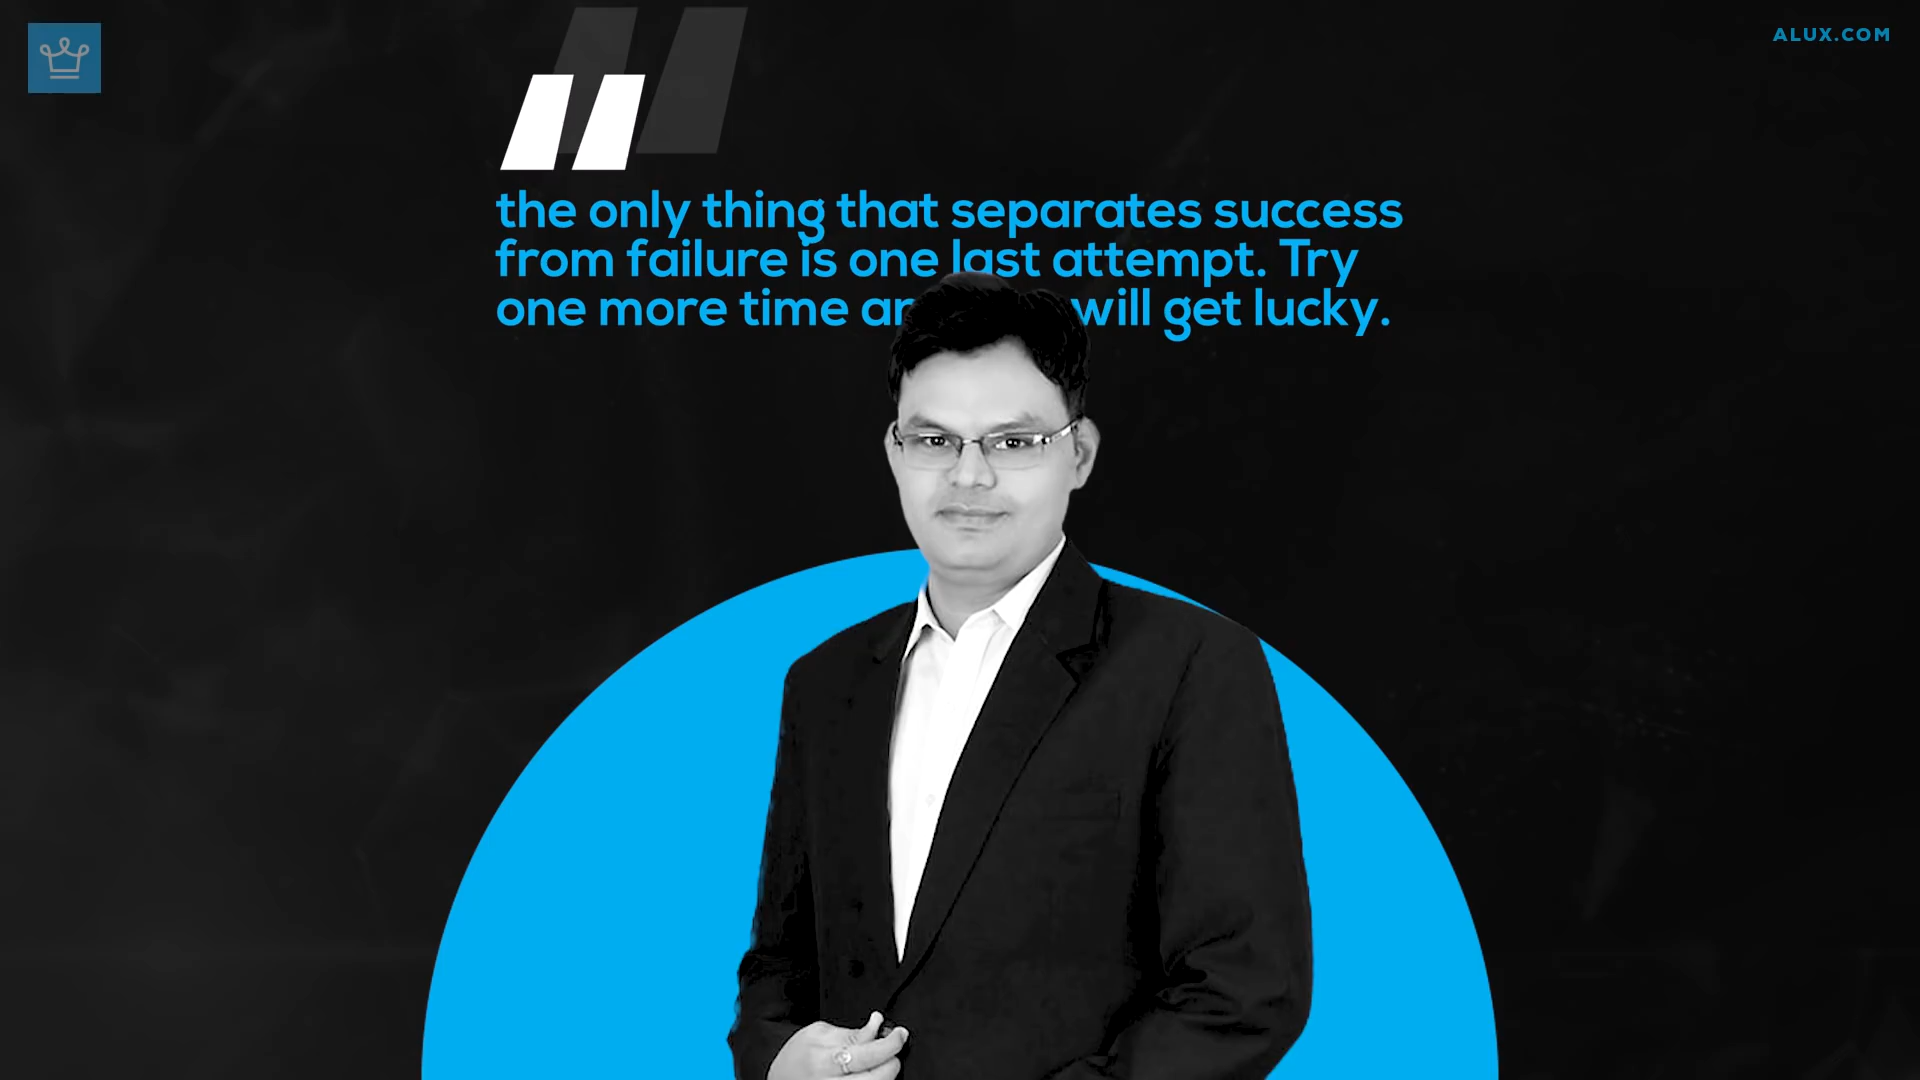 ALUX.COM
the only thing that separates success
from failure is one last attempt. Try
one more time will get lucky.